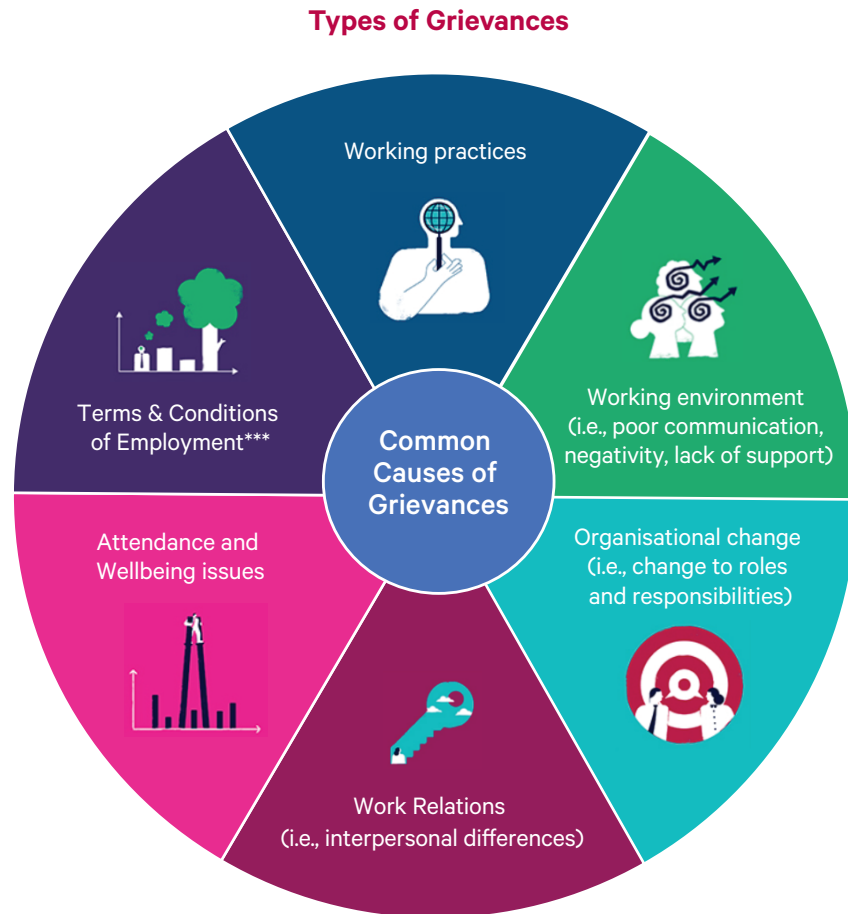 Types of Grievances
Working practices
Working environment
(i.e., poor communication,
negativity, lack of support)
Organisational change
(i.e., change to roles
and responsibilities)
Work Relations
(i.e., interpersonal differences)
Attendance and
Wellbeing issues
Terms & Conditions
of Employment***
Common
Causes of
Grievances